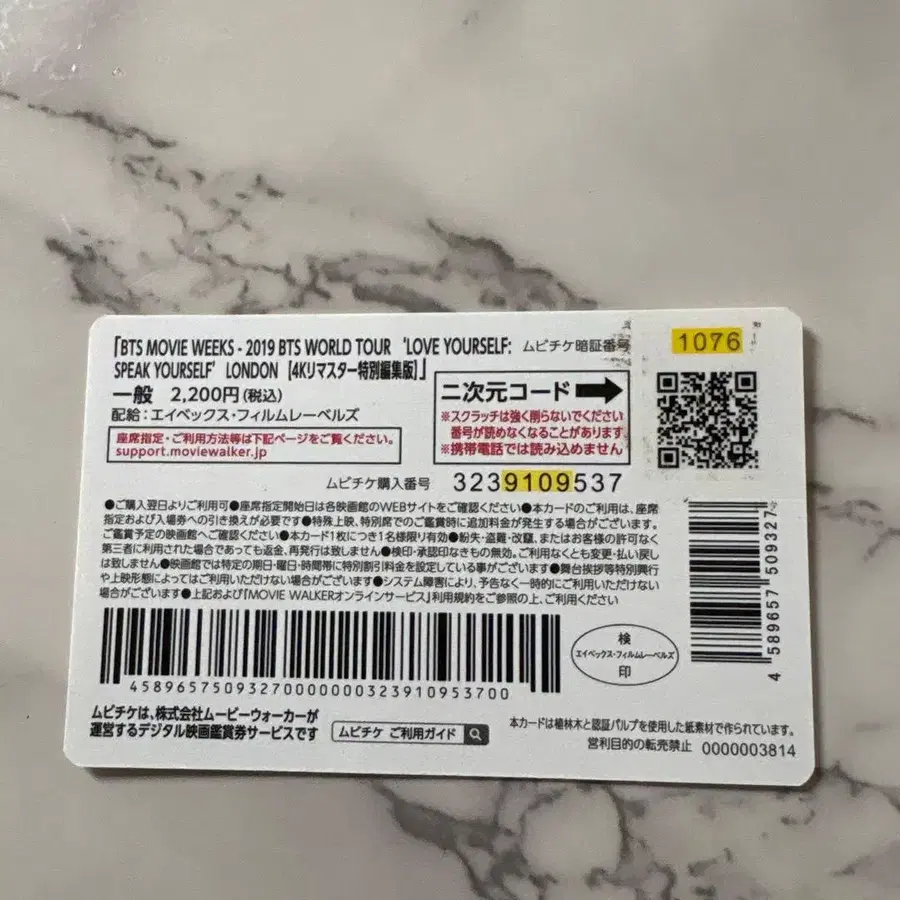 「BTS MOVIE WEEKS - 2019 BTS WORLD TOUR ‘LOVE YOURSELF:
SPEAK YOURSELF’ LONDON [4Kリマスター特別編集版]」
一般 2,200円(税込)
配給：エイベックス・フィルムレーベルズ
座席指定・ご利用方法等は下記ページをご覧ください。
support.moviewalker.jp
ムビチケ暗証番号
1076
二次元コード
※スクラッチは強く削らないでください
番号が読めなくなることがあります
※携帯電話では読み込めません
ムビチケ購入番号 3239109537
●ご購入翌日よりご利用可●座席指定開始日は各映画館のWEBサイトをご確認ください●本カードのご利用は、座席
指定および入場券への引き換えが必要です●特殊上映、特別席でのご鑑賞時に追加料金が発生する場合がございます。
ご鑑賞予定の映画館へご確認ください●本カード1枚につき1名様限り有効●紛失・盗難・改竄、またはお客様の許可なく
第三者に利用された場合であっても返金、再発行は致しません●検印・承認印なきもの無効。ご利用なくとも変更・払い戻し
は致しません●映画館では特定の期日・曜日・時間帯に特別割引料金を設定している事がございます●舞台挨拶等特別興行
や上映形態によってはご利用いただけない場合がございます●システム障害により、予告なく一時的にご利用いただけない
場合がございます●上記および「MOVIE WALKERオンラインサービス」利用規約をご参照の上、ご利用ください
45896575093270000000323910953700
検
エイベックス・フィルムレーベルズ
印
4 589657 509327
ムビチケは、株式会社ムービーウォーカーが
運営するデジタル映画鑑賞券サービスです
ムビチケ ご利用ガイド
本カードは植林木と認証パルプを使用した紙素材で作られています。
営利目的の転売禁止 0000003814